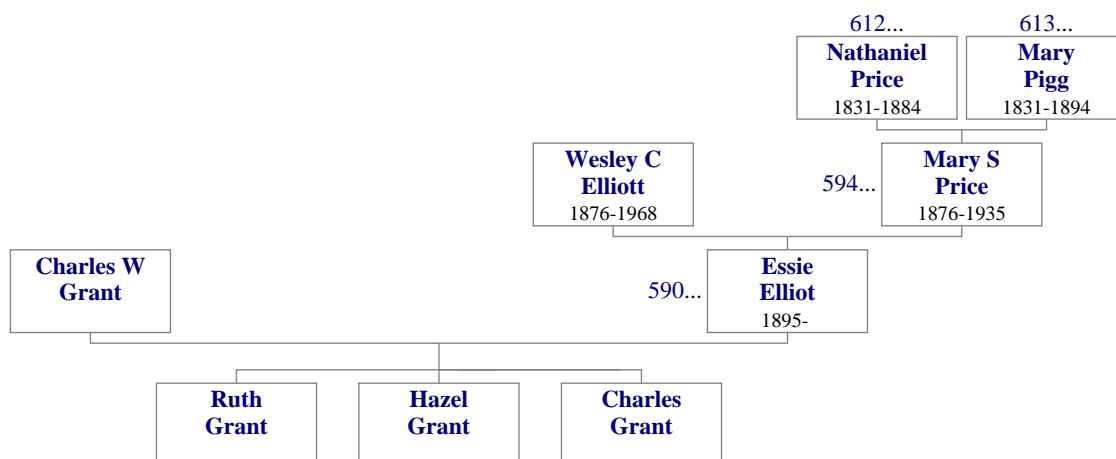 612... 613...
Nathaniel Mary
Price Pigg
1831-1884 1831-1894
Wesley C Mary S
Elliott Price
594...
1876-1968 1876-1935
Charles W Essie
Grant Elliot
590...
1895-
Ruth Hazel Charles
Grant Grant Grant